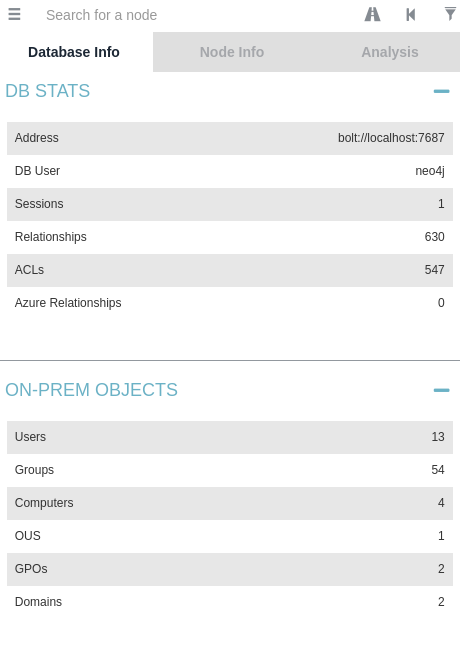 Search for a node
Database Info Node Info Analysis
DB STATS
Address bolt://localhost:7687
DB User neo4j
Sessions 1
Relationships 630
ACLs 547
Azure Relationships 0
ON-PREM OBJECTS
Users 13
Groups 54
Computers 4
OUS 1
GPOs 2
Domains 2